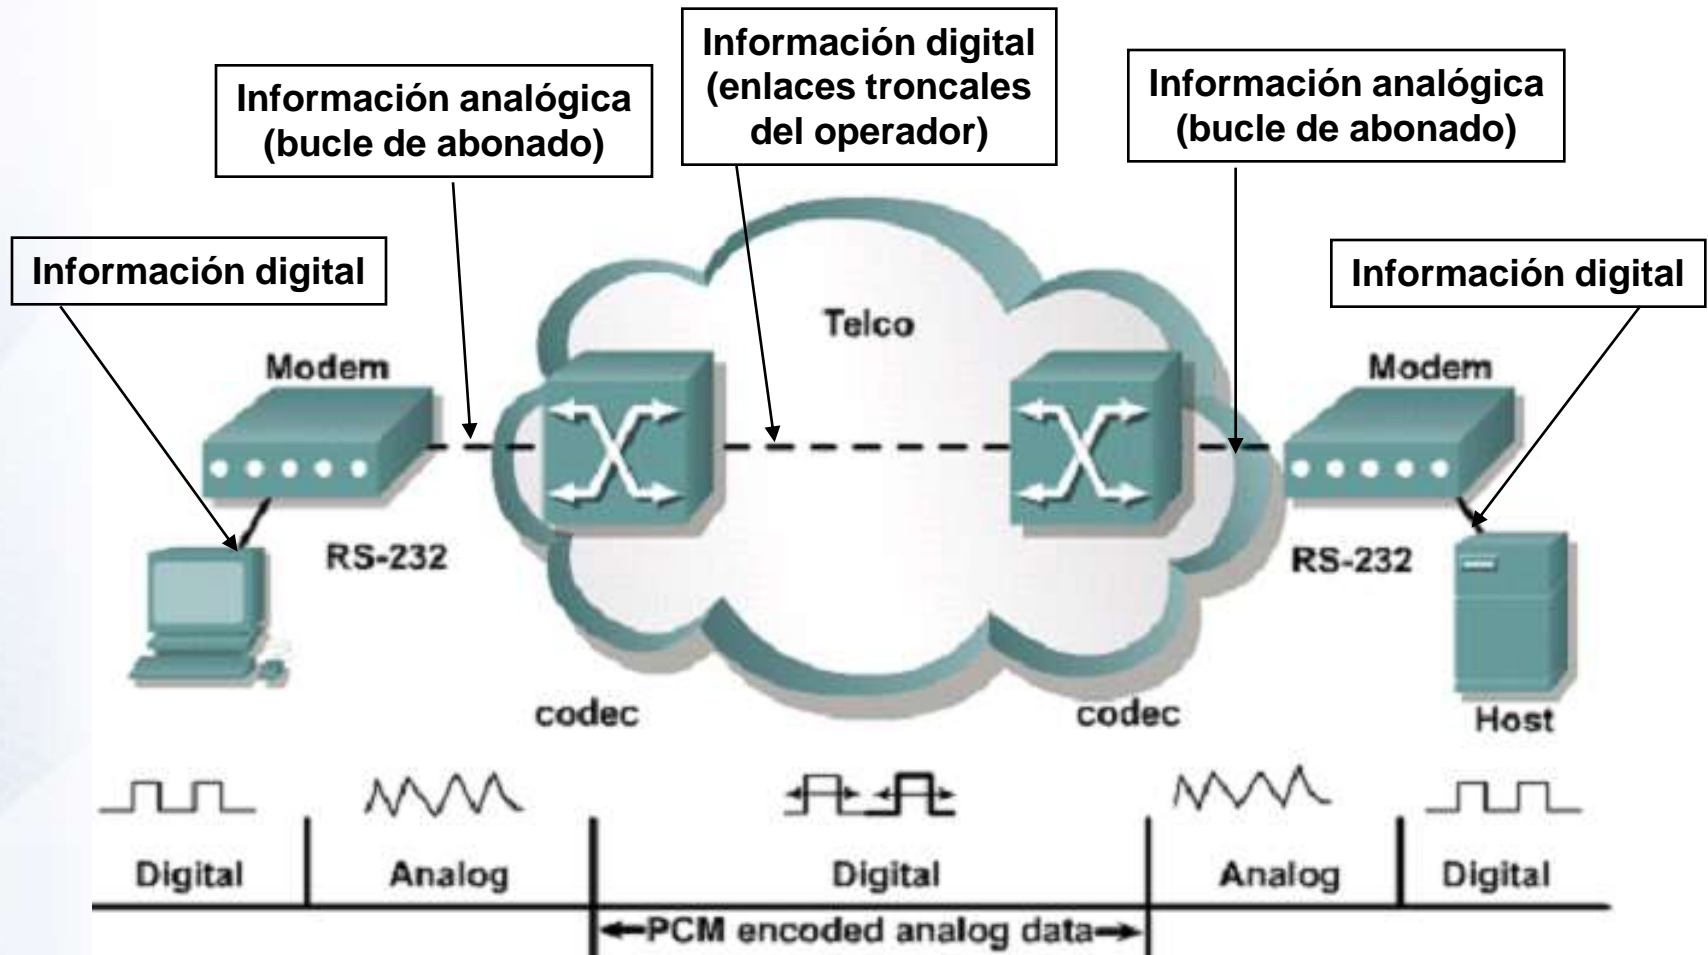 Información digital
(enlaces troncales
del operador)
Información analógica
(bucle de abonado)
Información analógica
(bucle de abonado)
Información digital
Información digital
Telco
Modem
Modem
RS-232
RS-232
codec
codec
Host
Digital
Analog
Digital
Analog
Digital
PCM encoded analog data